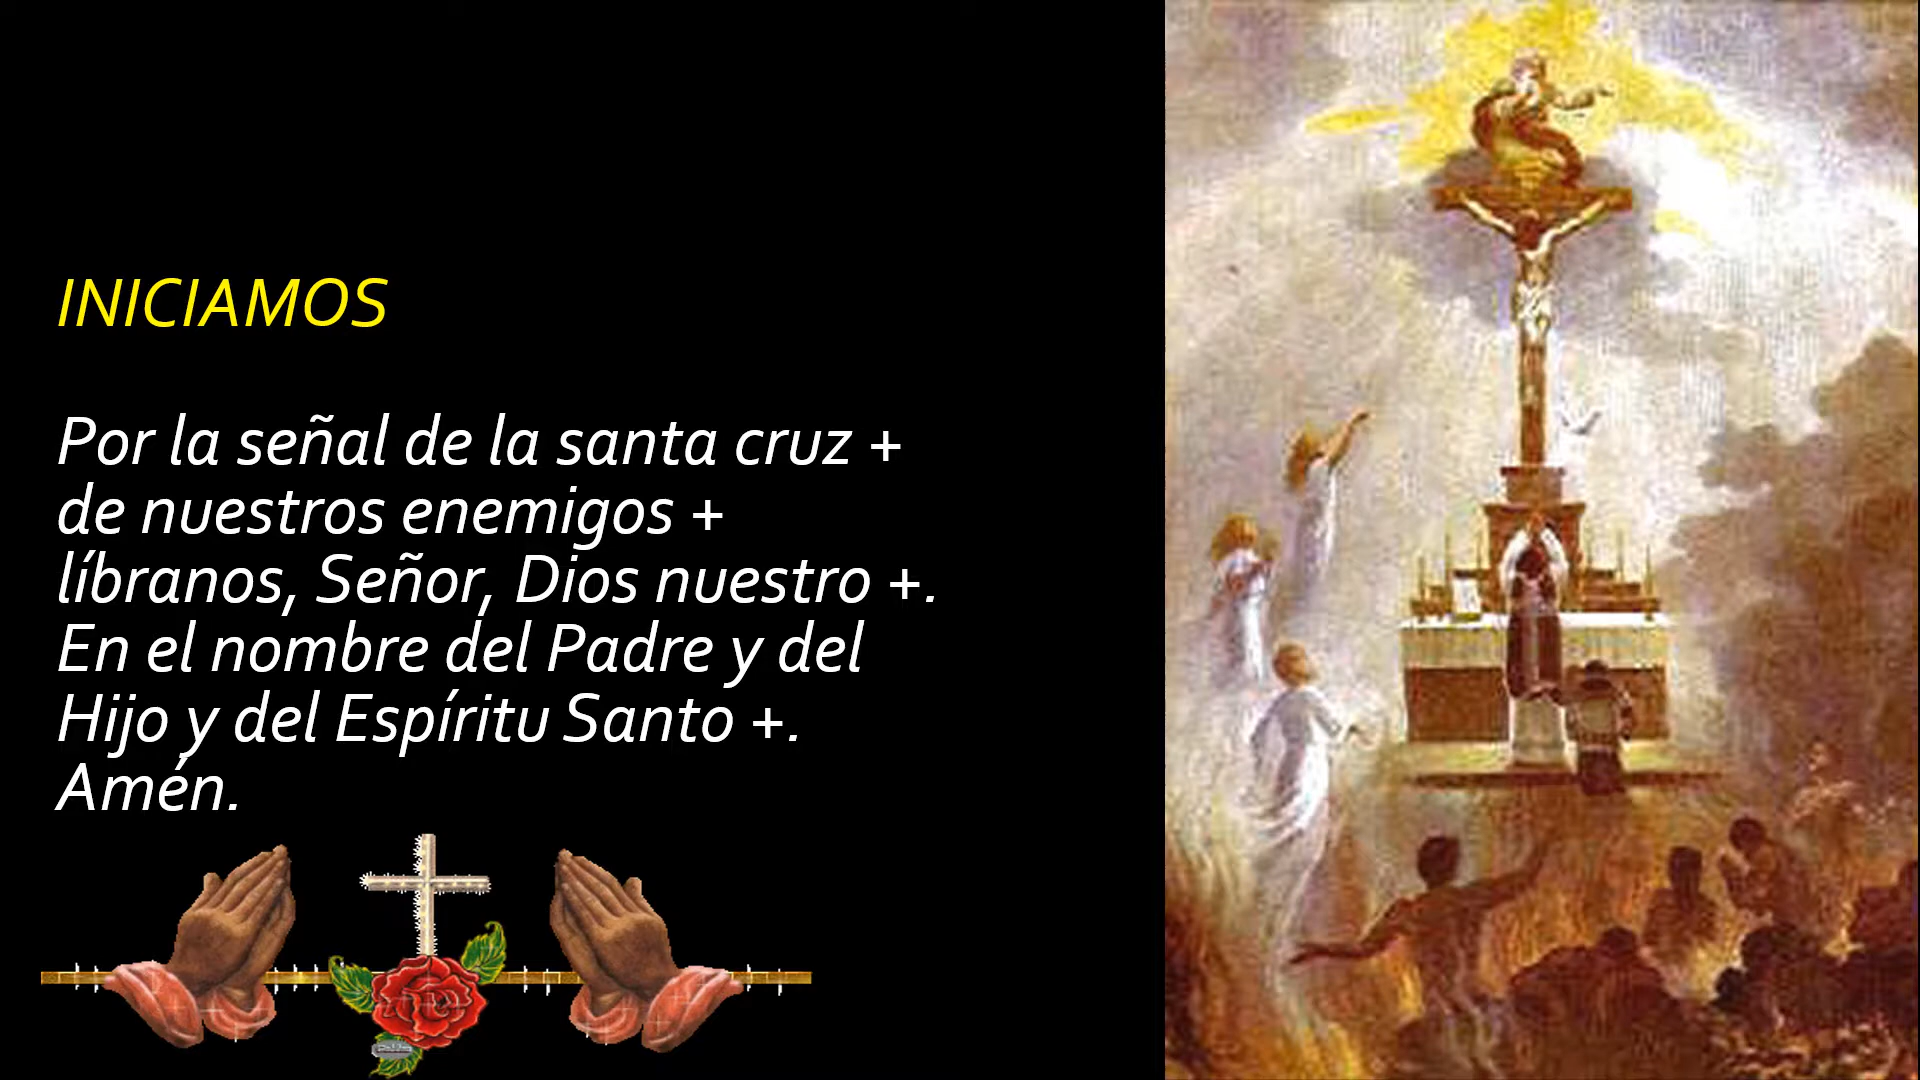 INICIAMOS
Por la señal de la santa cruz +
de nuestros enemigos +
líbranos, Señor, Dios nuestro +.
En el nombre del Padre y del
Hijo y del Espíritu Santo +.
Amén.